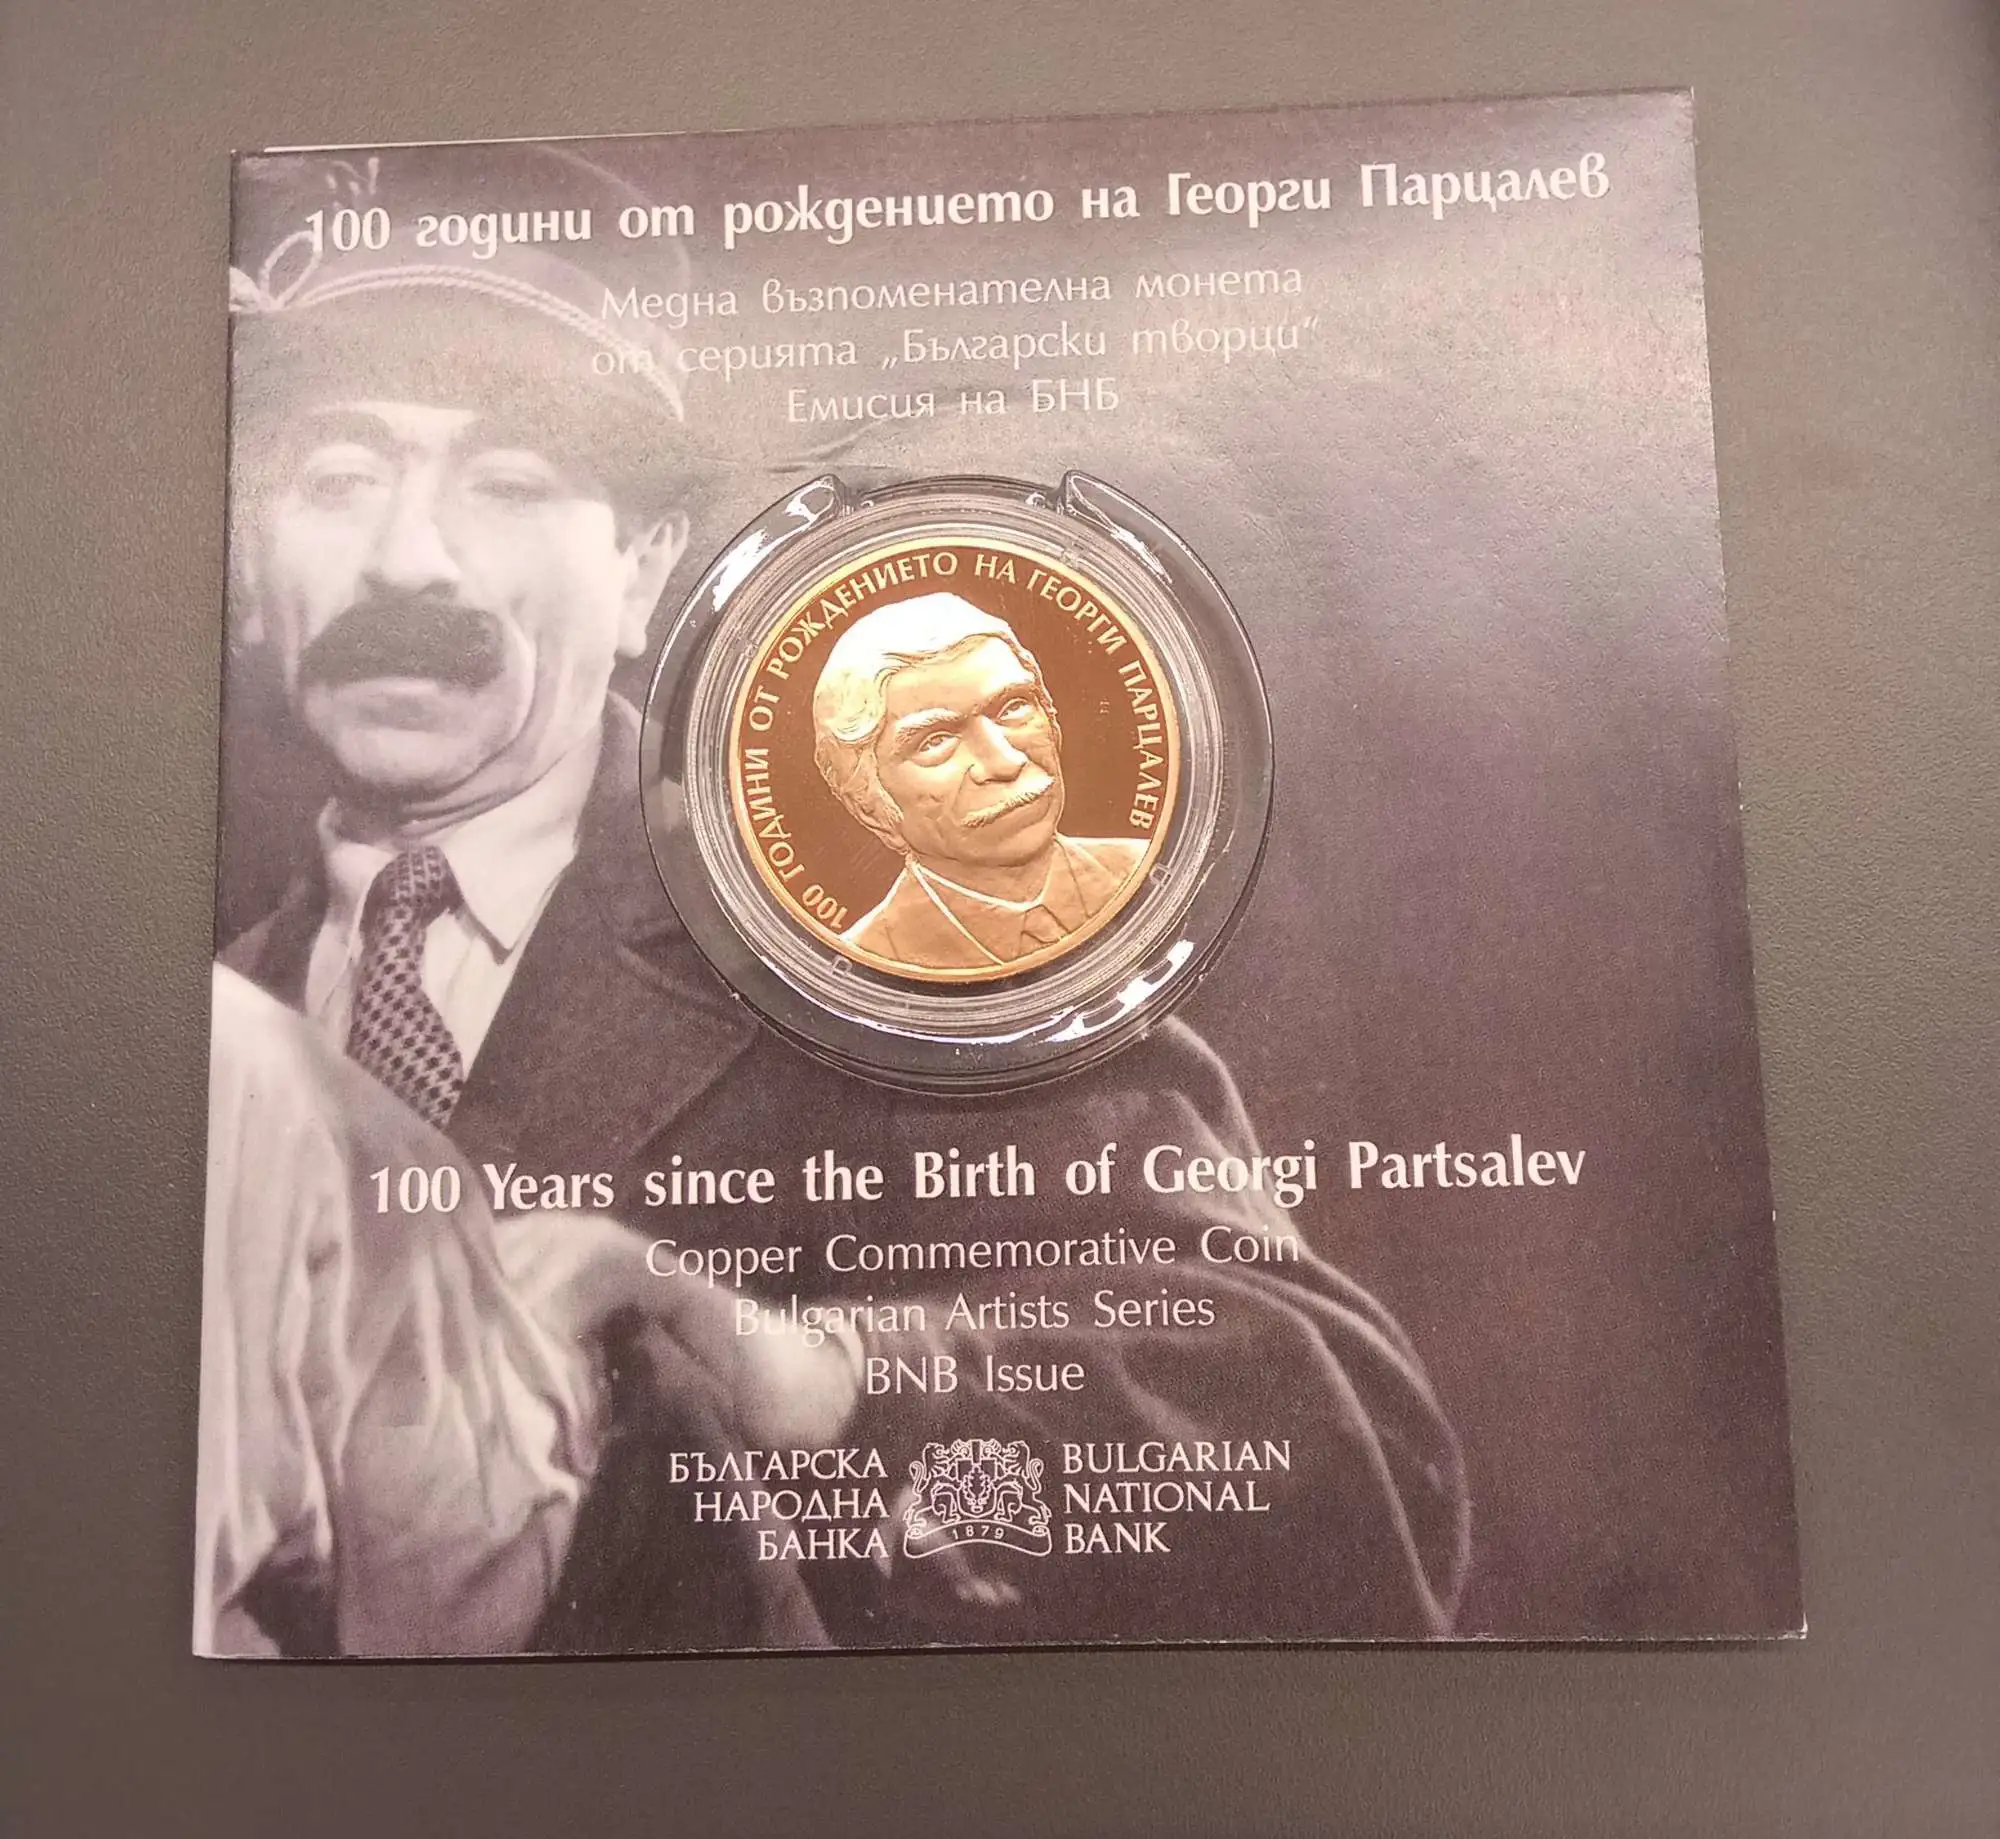 100 години от рождението на Георги Парцалев
Медна възпоменателна монета
от серията „Български творци“
Емисия на БНБ
100 ГОДИНИ ОТ РОЖДЕНИЕТО НА ГЕОРГИ ПАРЦАЛЕВ
100 Years since the Birth of Georgi Partsalev
Copper Commemorative Coin
Bulgarian Artists Series
BNB Issue
БЪЛГАРСКА
НАРОДНА
БАНКА
1879
BULGARIAN
NATIONAL
BANK